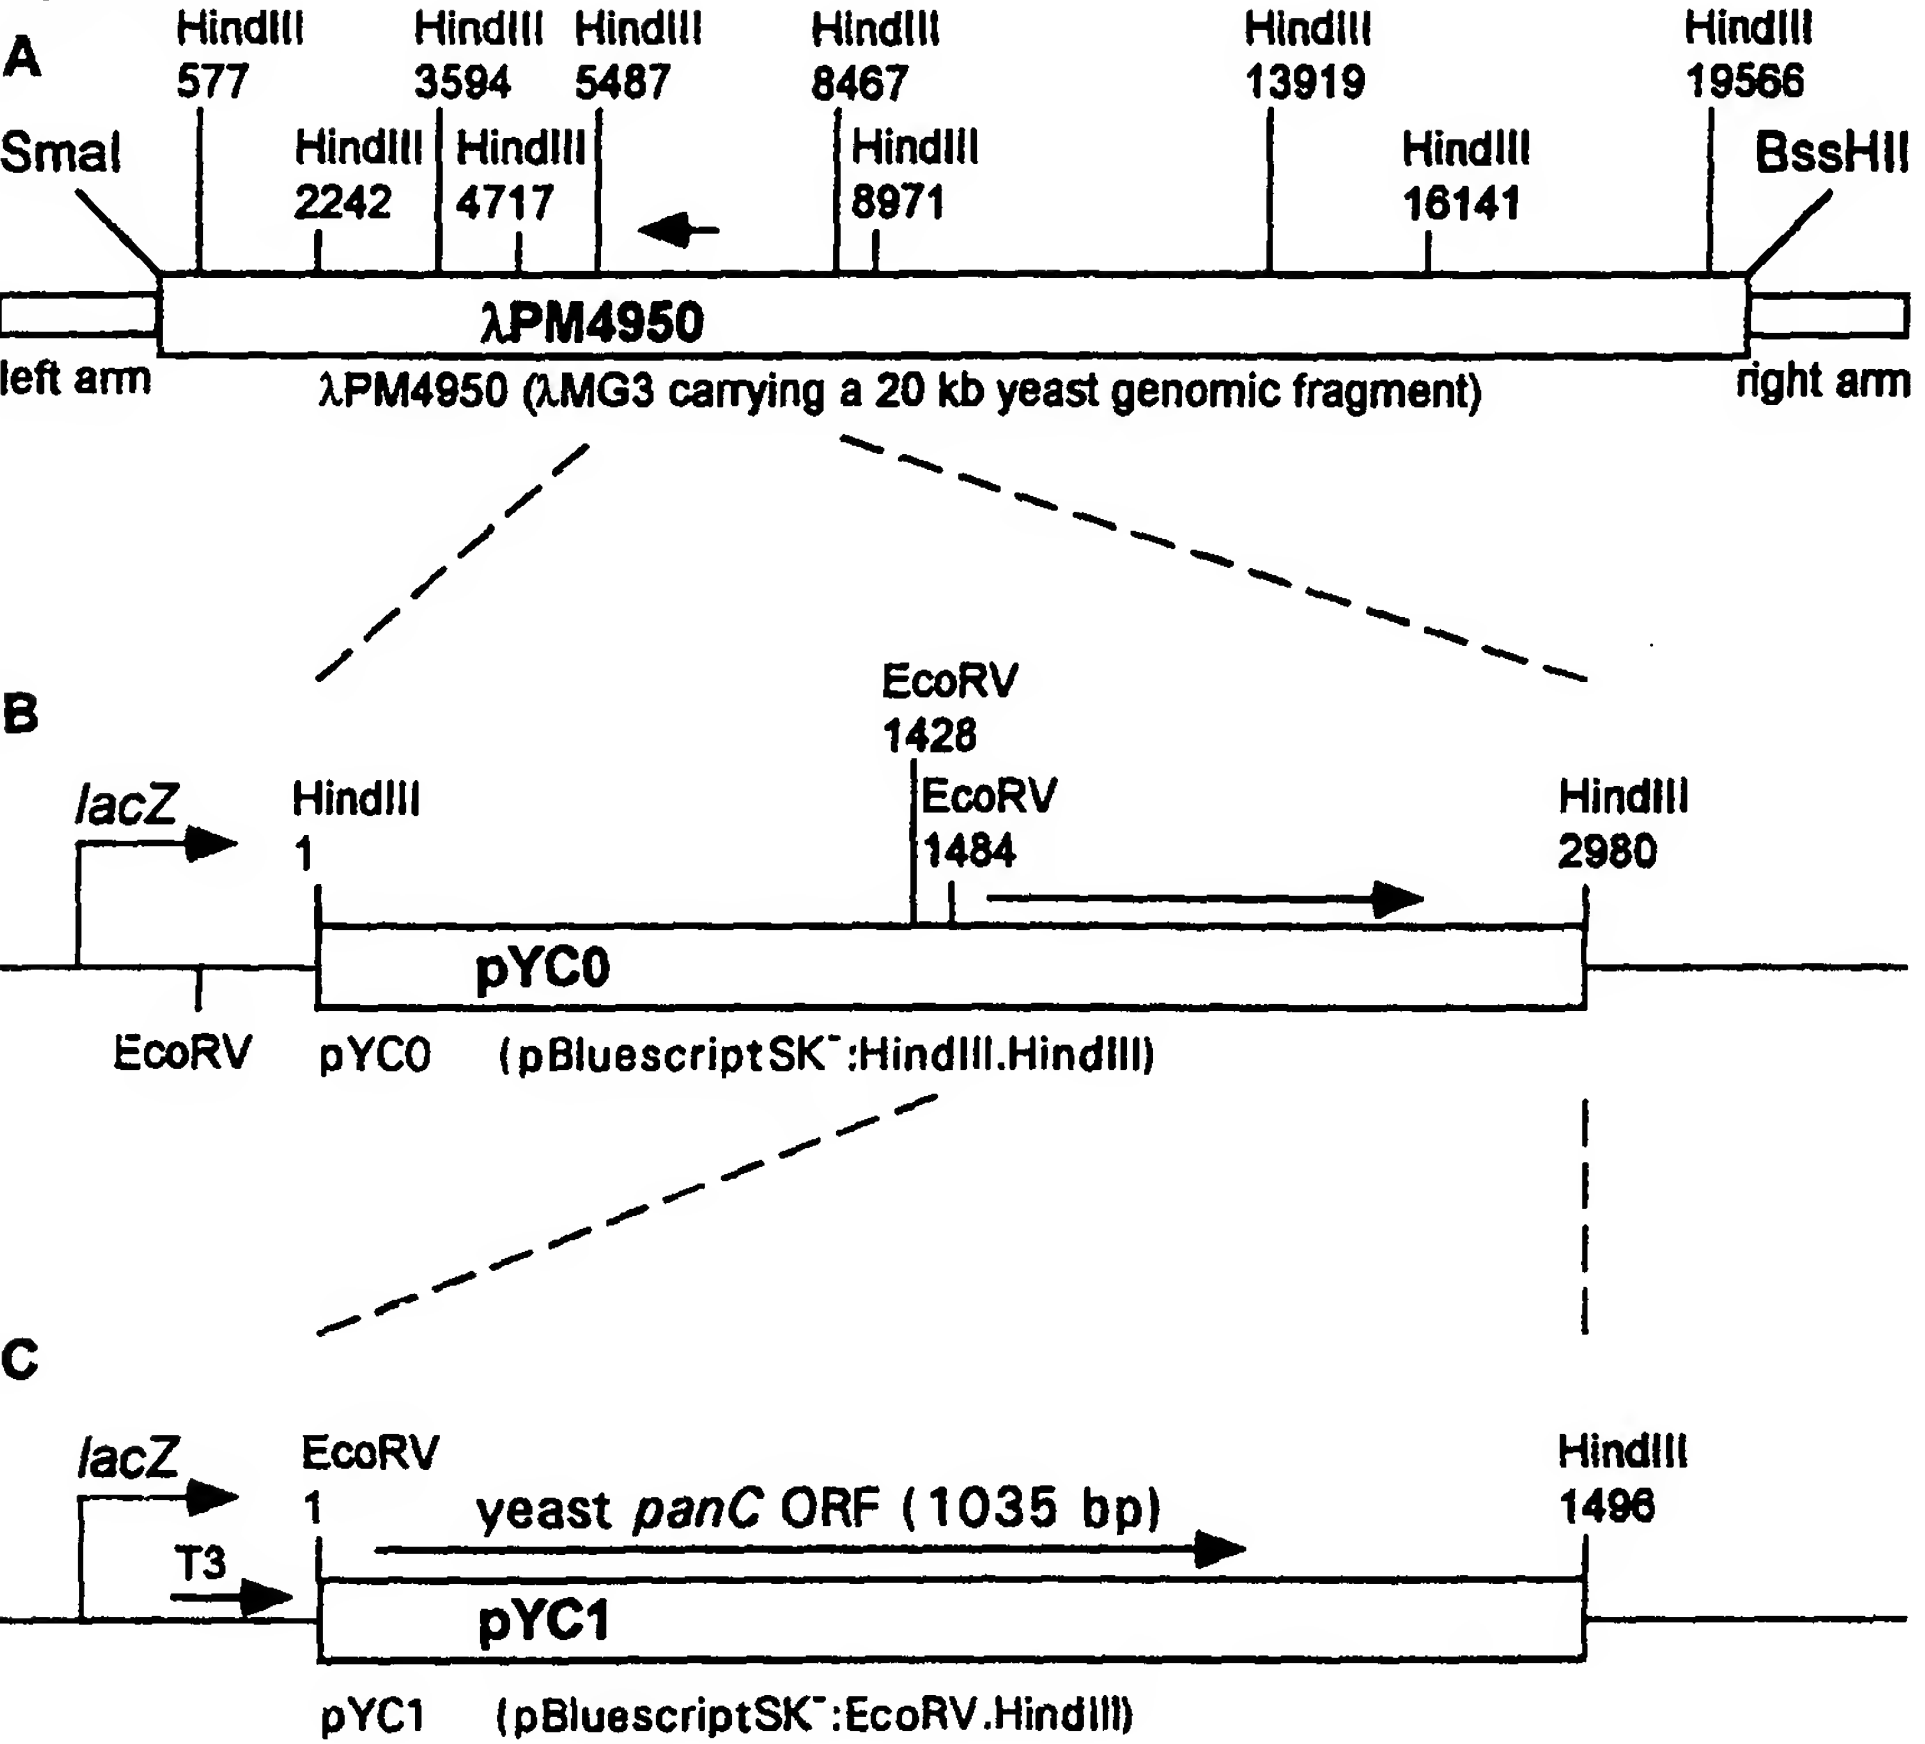 A
HindIII HindIII HindIII HindIII HindIII HindIII
577 3594 5487 8467 13919 19566
SmaI HindIII HindIII HindIII HindIII BssHII
2242 4717 8971 16141
λPM4950
left arm right arm
λPM4950 (λMG3 carrying a 20 kb yeast genomic fragment)
B
EcoRV
1428
lacZ HindIII EcoRV HindIII
1 1484 2980
pYC0
EcoRV pYC0 (pBluescriptSK⁻:HindIII.HindIII)
C
lacZ EcoRV HindIII
1 yeast panC ORF (1035 bp) 1496
T3
pYC1
pYC1 (pBluescriptSK⁻:EcoRV.HindIII)